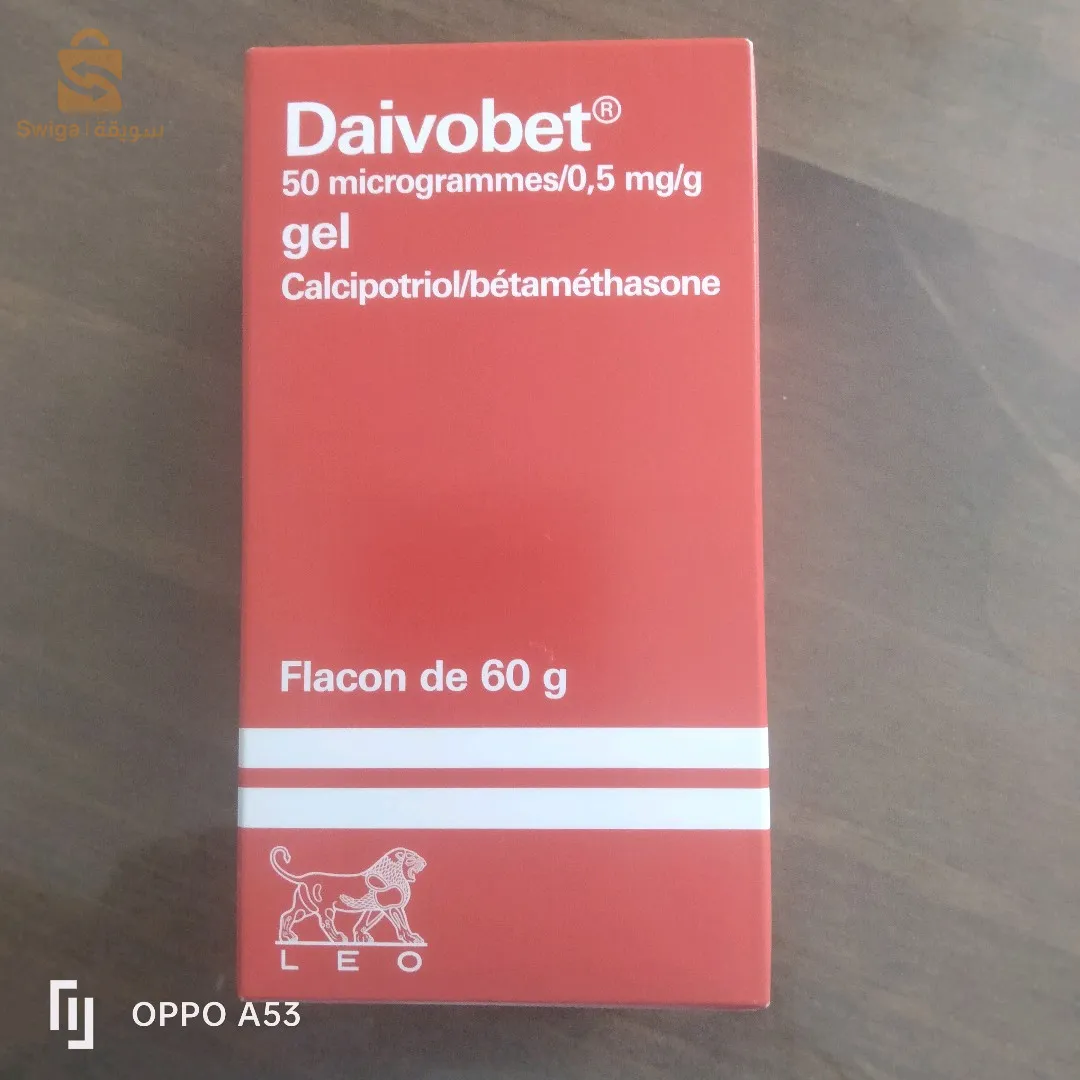 Swiga | سويقة
Daivobet®
50 microgrammes/0,5 mg/g
gel
Calcipotriol/bétaméthasone
Flacon de 60 g
LEO
OPPO A53